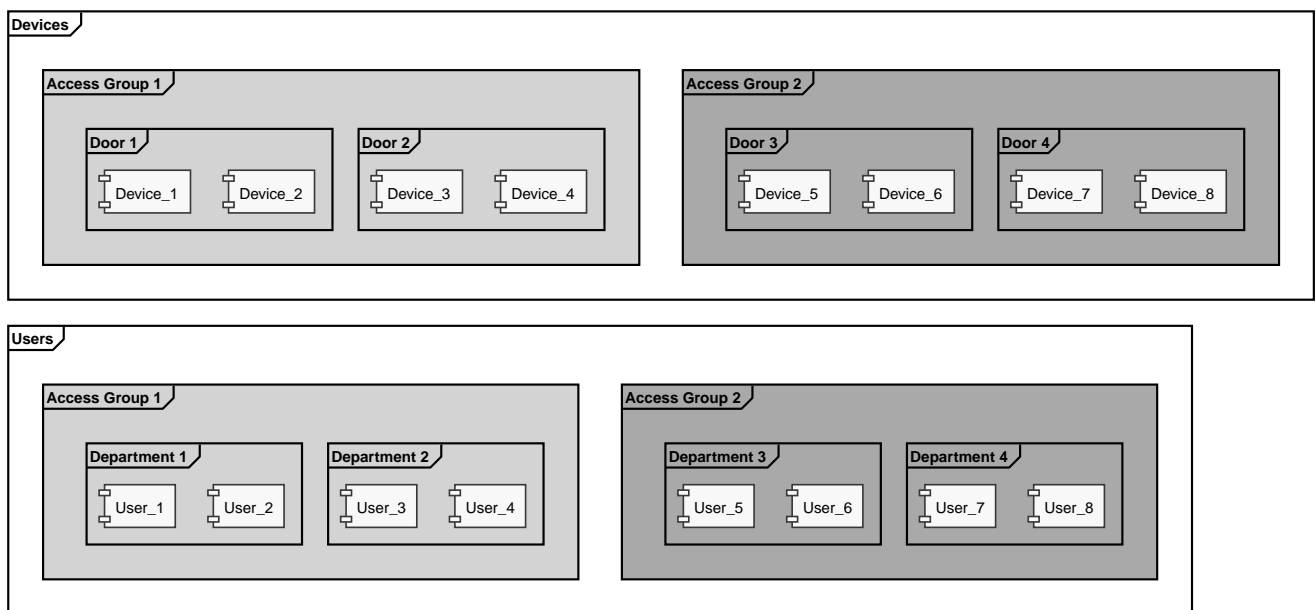 Devices
Access Group 1
Access Group 2
Door 1
Door 2
Door 3
Door 4
Device_1
Device_2
Device_3
Device_4
Device_5
Device_6
Device_7
Device_8
Users
Access Group 1
Access Group 2
Department 1
Department 2
Department 3
Department 4
User_1
User_2
User_3
User_4
User_5
User_6
User_7
User_8